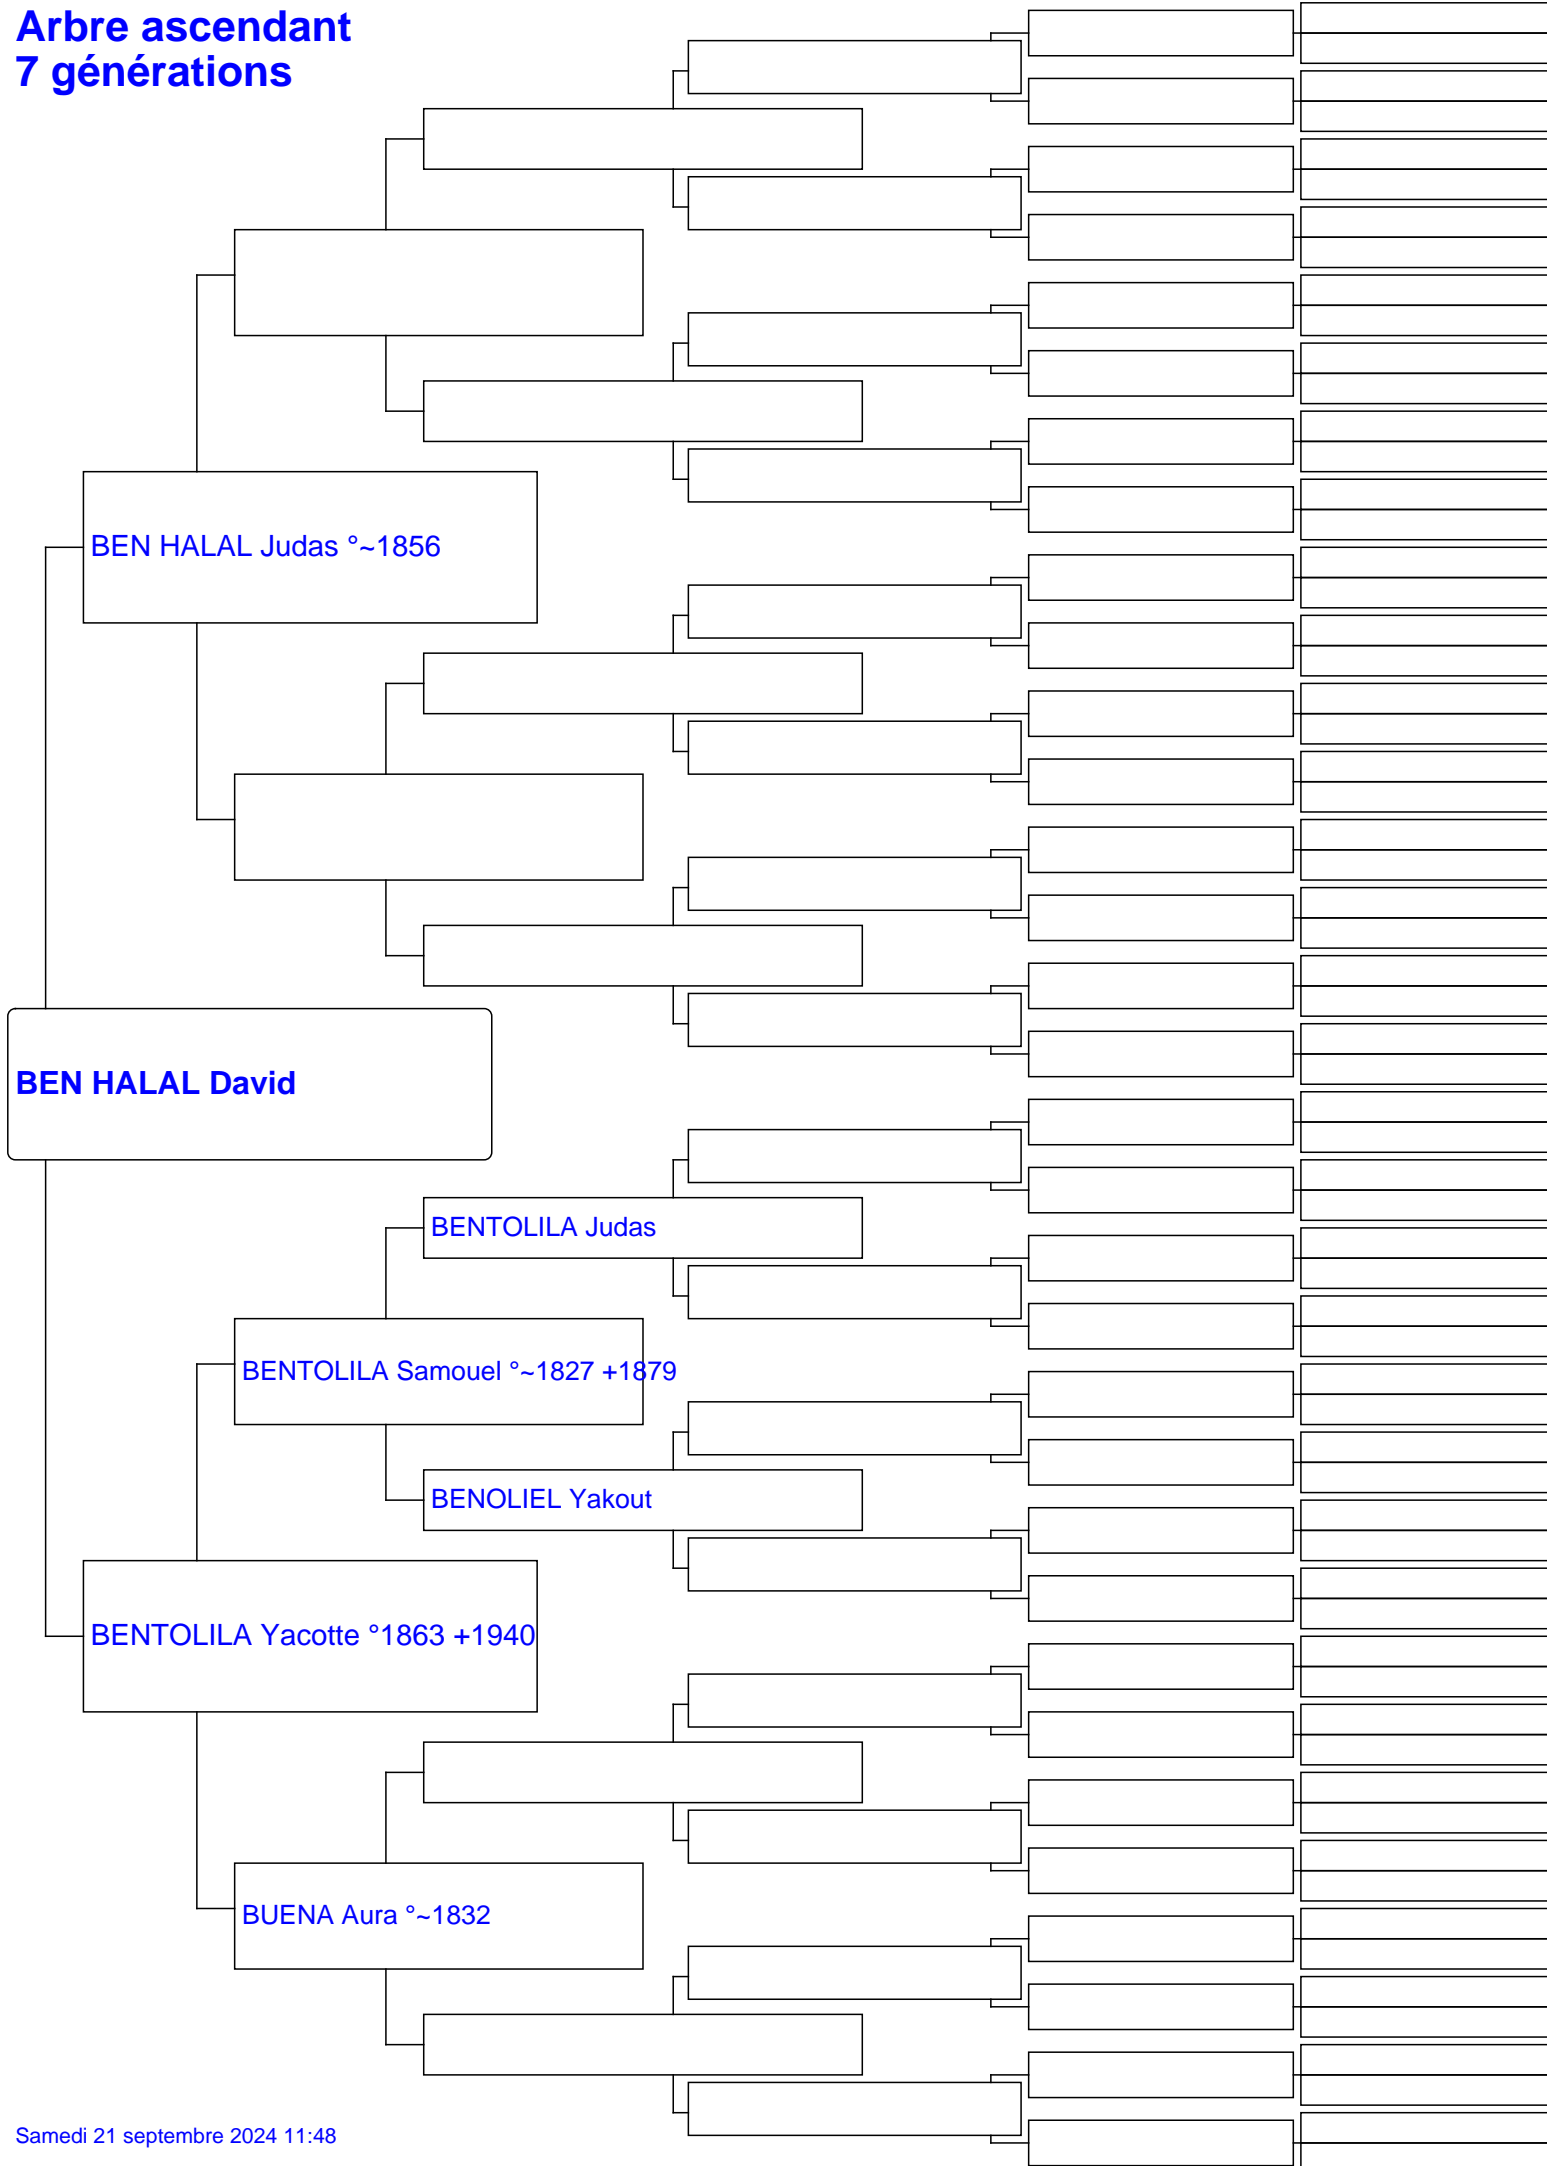 Arbre ascendant
7 générations
BEN HALAL Judas °~1856
BEN HALAL David
BENTOLILA Judas
BENTOLILA Samouel °~1827 +1879
BENOLIEL Yakout
BENTOLILA Yacotte °1863 +1940
BUENA Aura °~1832
Samedi 21 septembre 2024 11:48